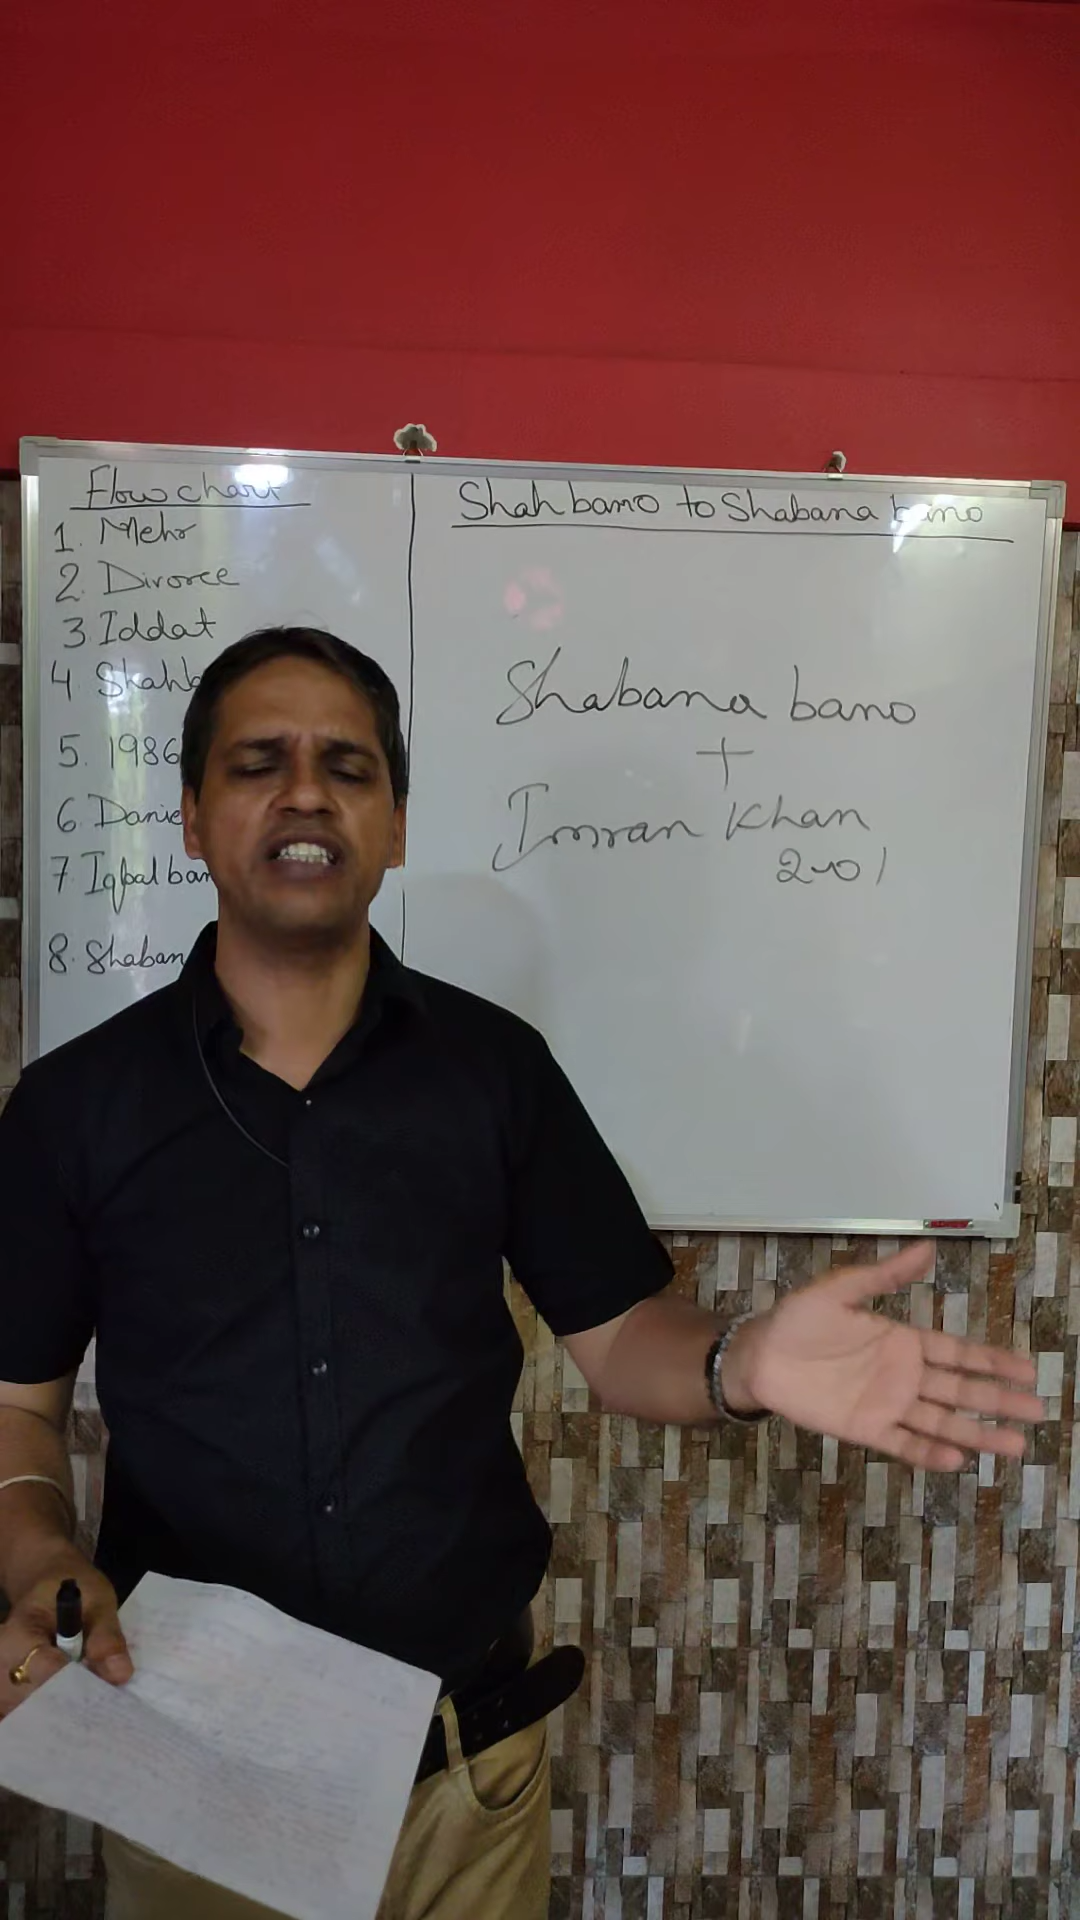 Flow chart
1. Mehr
2. Divorce
3 Iddat
4 Shahb
5. 1986
6. Danie
7 Iqbal ban
8. Shaban
Shah bano to Shabana bano
Shabana bano
+
Imran Khan
2001